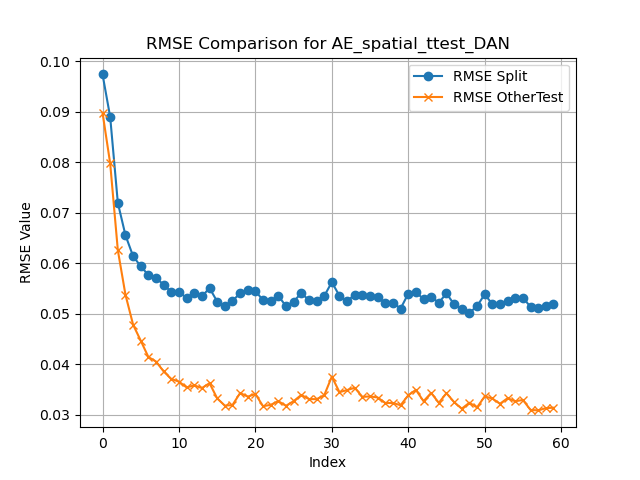 RMSE Comparison for AE_spatial_ttest_DAN
RMSE Split
RMSE OtherTest
RMSE Value
0.10
0.09
0.08
0.07
0.06
0.05
0.04
0.03
0 10 20 30 40 50 60
Index